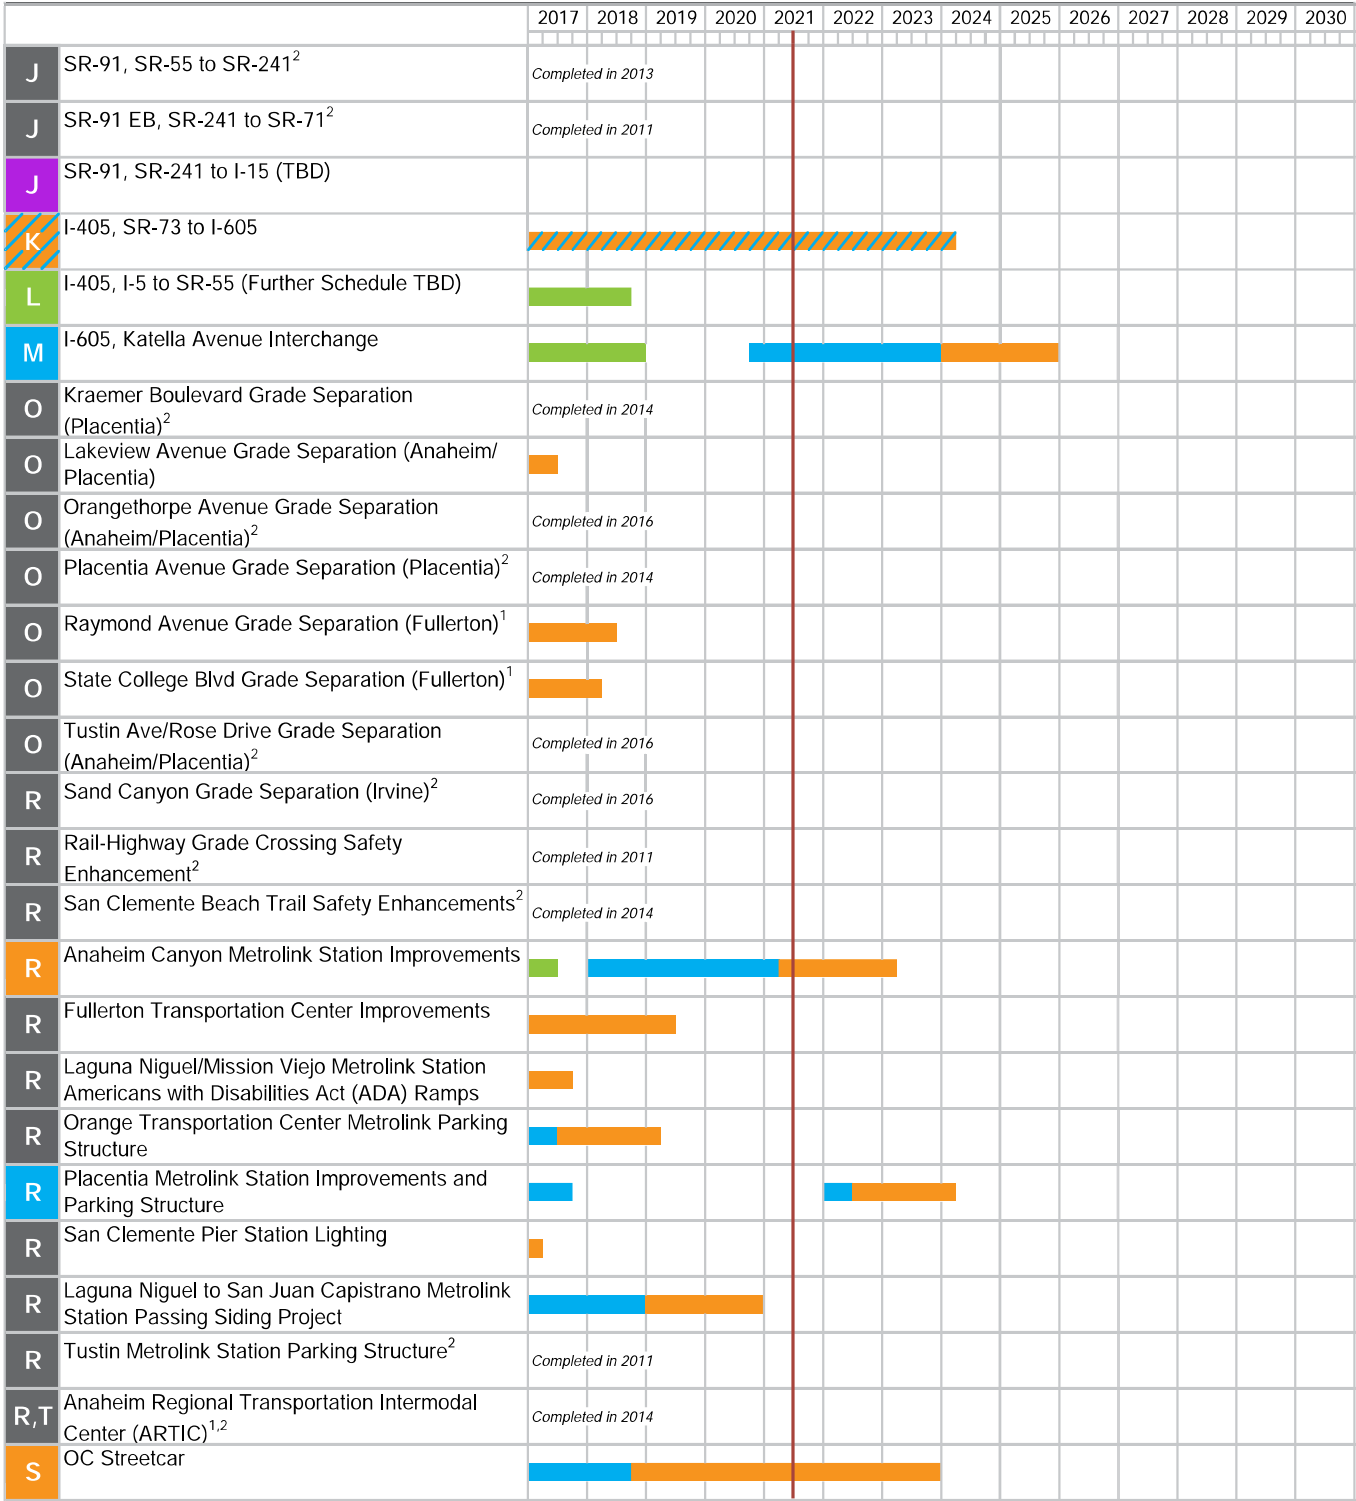 2017 2018 2019 2020 2021 2022 2023 2024 2025 2026 2027 2028 2029 2030
J SR-91, SR-55 to SR-241² Completed in 2013
J SR-91 EB, SR-241 to SR-71² Completed in 2011
J SR-91, SR-241 to I-15 (TBD)
K I-405, SR-73 to I-605
L I-405, I-5 to SR-55 (Further Schedule TBD)
M I-605, Katella Avenue Interchange
O Kraemer Boulevard Grade Separation
(Placentia)² Completed in 2014
O Lakeview Avenue Grade Separation (Anaheim/
Placentia)
O Orangethorpe Avenue Grade Separation
(Anaheim/Placentia)² Completed in 2016
O Placentia Avenue Grade Separation (Placentia)² Completed in 2014
O Raymond Avenue Grade Separation (Fullerton)¹
O State College Blvd Grade Separation (Fullerton)¹
O Tustin Ave/Rose Drive Grade Separation
(Anaheim/Placentia)² Completed in 2016
R Sand Canyon Grade Separation (Irvine)² Completed in 2016
R Rail-Highway Grade Crossing Safety
Enhancement² Completed in 2011
R San Clemente Beach Trail Safety Enhancements² Completed in 2014
R Anaheim Canyon Metrolink Station Improvements
R Fullerton Transportation Center Improvements
R Laguna Niguel/Mission Viejo Metrolink Station
Americans with Disabilities Act (ADA) Ramps
R Orange Transportation Center Metrolink Parking
Structure
R Placentia Metrolink Station Improvements and
Parking Structure
R San Clemente Pier Station Lighting
R Laguna Niguel to San Juan Capistrano Metrolink
Station Passing Siding Project
R Tustin Metrolink Station Parking Structure² Completed in 2011
R,T Anaheim Regional Transportation Intermodal
Center (ARTIC)¹,² Completed in 2014
S OC Streetcar